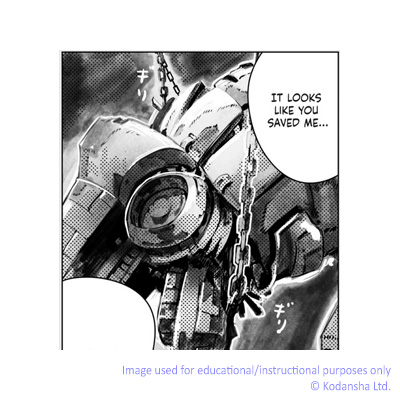 ギリ
IT LOOKS
LIKE YOU
SAVED ME...
ギリ
Image used for educational/instructional purposes only
© Kodansha Ltd.